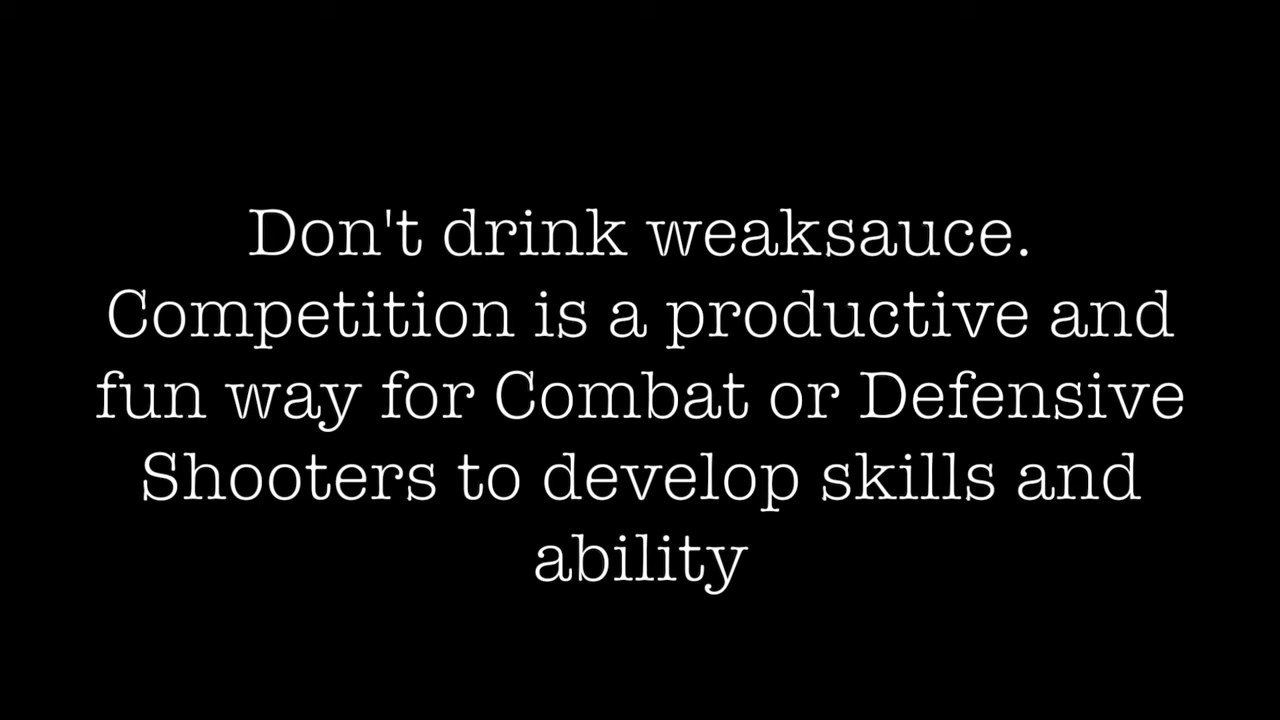 Don't drink weaksauce.
Competition is a productive and
fun way for Combat or Defensive
Shooters to develop skills and
ability